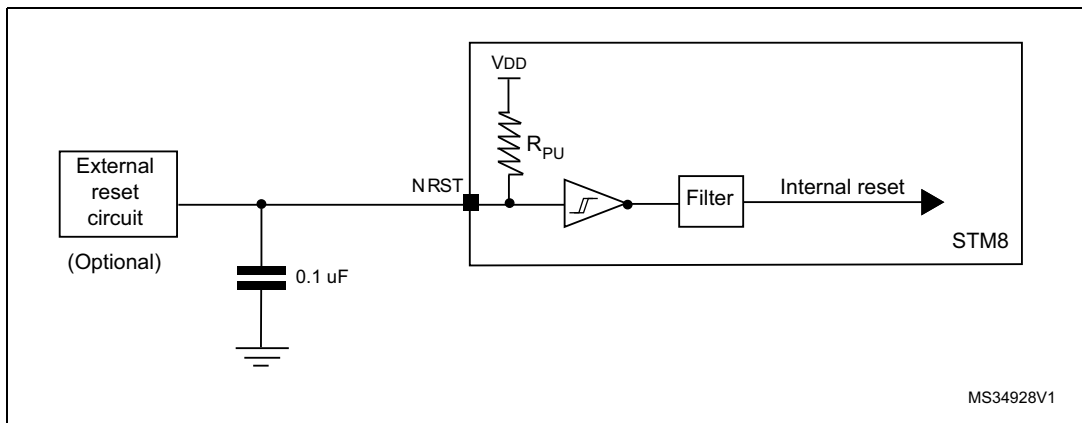 VDD
RPU
External
reset
circuit
(Optional)
NRST
Filter
Internal reset
STM8
0.1 uF
MS34928V1